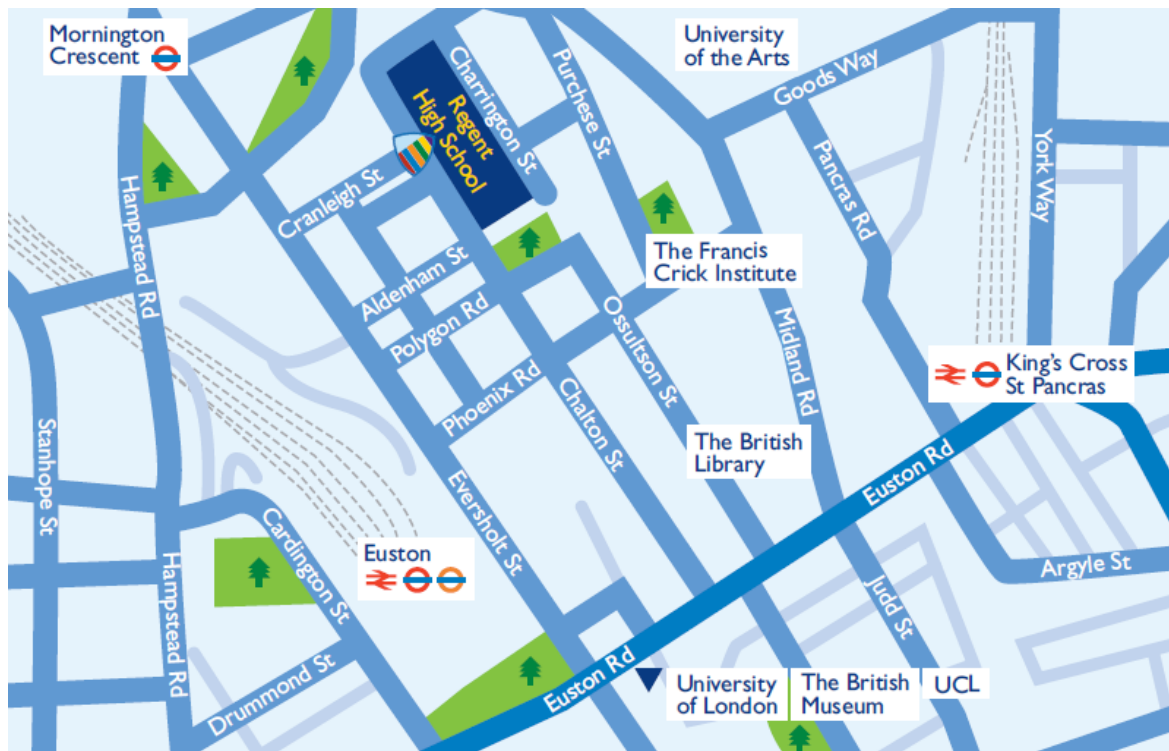 Mornington
Crescent
University
of the Arts
Goods Way
Charrington St
Purchese St
Regent
High School
Pancras Rd
York Way
Hampstead Rd
Cranleigh St
Aldenham St
Polygon Rd
The Francis
Crick Institute
Ossultson St
Midland Rd
King's Cross
St Pancras
Phoenix Rd
Chalton St
Stanhope St
The British
Library
Euston Rd
Eversholt St
Cardington St
Euston
Hampstead Rd
Argyle St
Judd St
Drummond St
Euston Rd
University
of London
The British
Museum
UCL